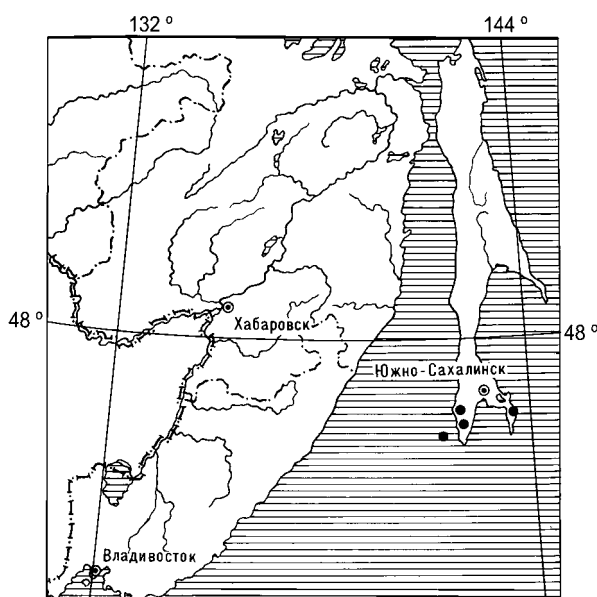 132 º
144 º
48 º
Хабаровск
48 º
Южно-Сахалинск
Владивосток